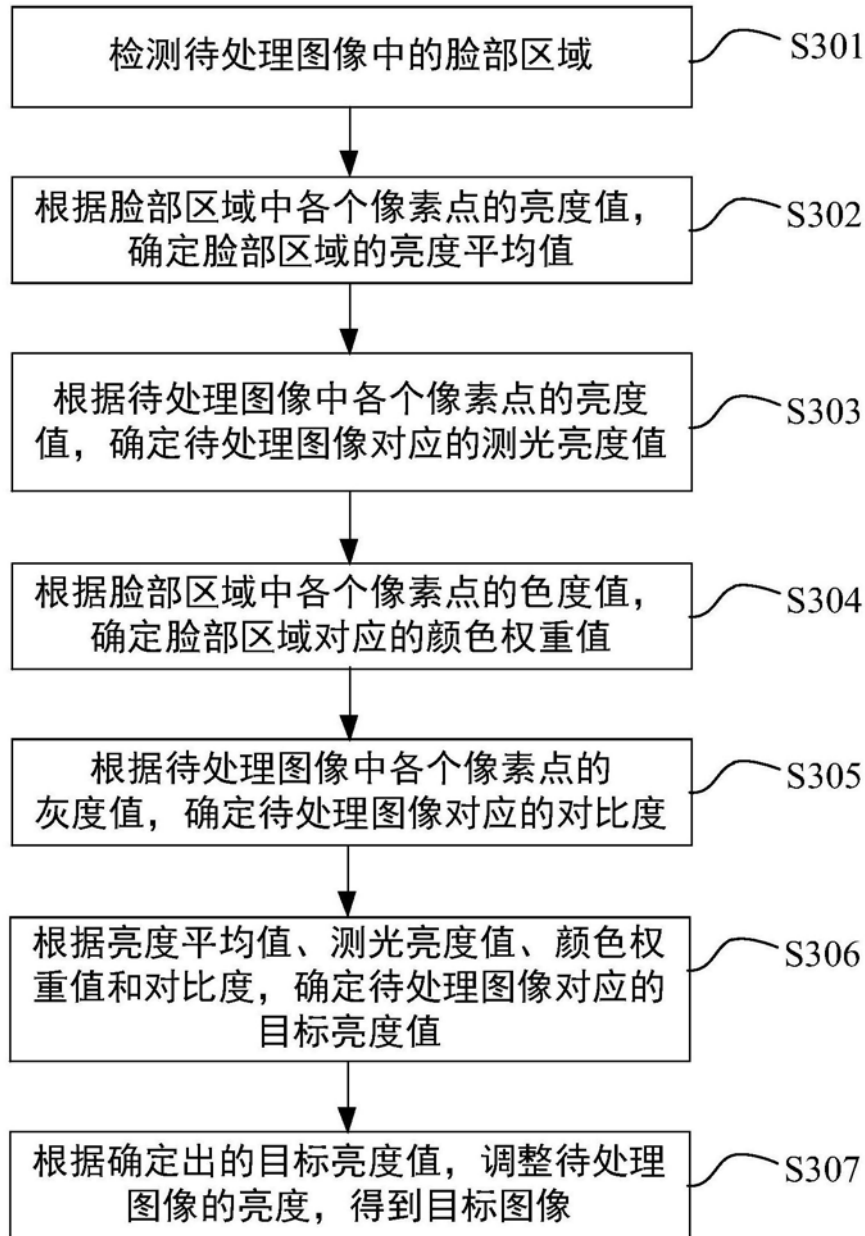 检测待处理图像中的脸部区域
S301
根据脸部区域中各个像素点的亮度值，
确定脸部区域的亮度平均值
S302
根据待处理图像中各个像素点的亮度
值，确定待处理图像对应的测光亮度值
S303
根据脸部区域中各个像素点的色度值，
确定脸部区域对应的颜色权重值
S304
根据待处理图像中各个像素点的
灰度值，确定待处理图像对应的对比度
S305
根据亮度平均值、测光亮度值、颜色权
重值和对比度，确定待处理图像对应的
目标亮度值
S306
根据确定出的目标亮度值，调整待处理
图像的亮度，得到目标图像
S307